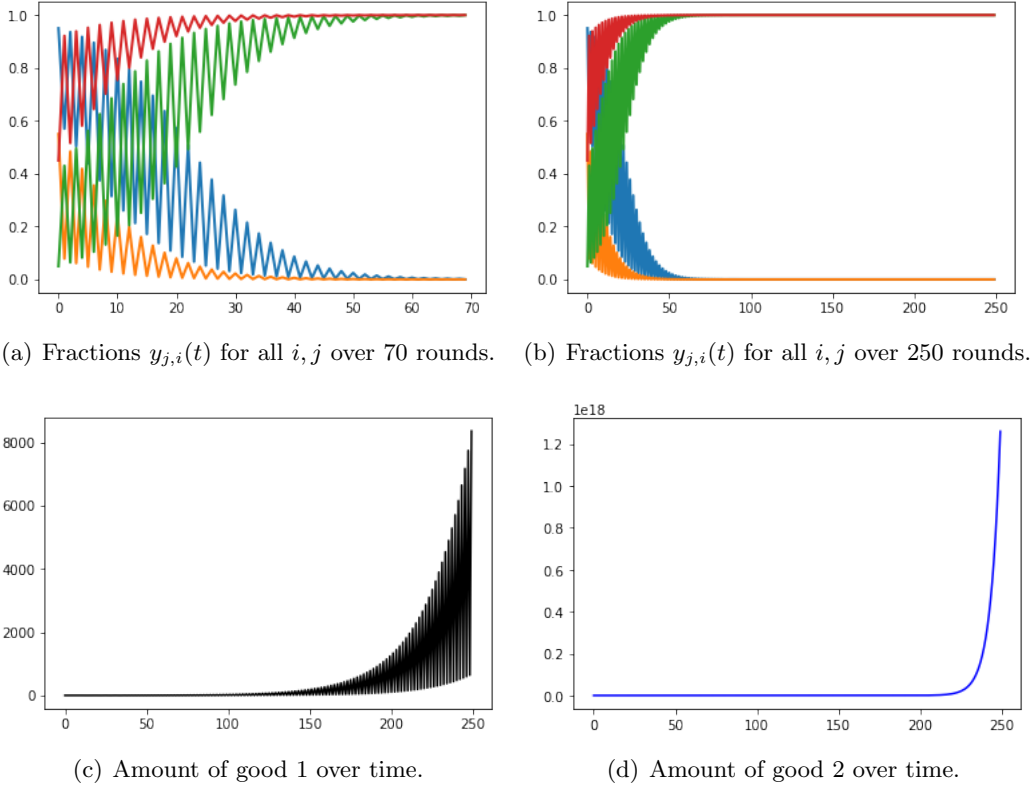 1.0
0.8
0.6
0.4
0.2
0.0
0 10 20 30 40 50 60 70
1.0
0.8
0.6
0.4
0.2
0.0
0 50 100 150 200 250
(a) Fractions y_{j,i}(t) for all i, j over 70 rounds.
(b) Fractions y_{j,i}(t) for all i, j over 250 rounds.
8000
6000
4000
2000
0
0 50 100 150 200 250
1e18
1.2
1.0
0.8
0.6
0.4
0.2
0.0
0 50 100 150 200 250
(c) Amount of good 1 over time.
(d) Amount of good 2 over time.